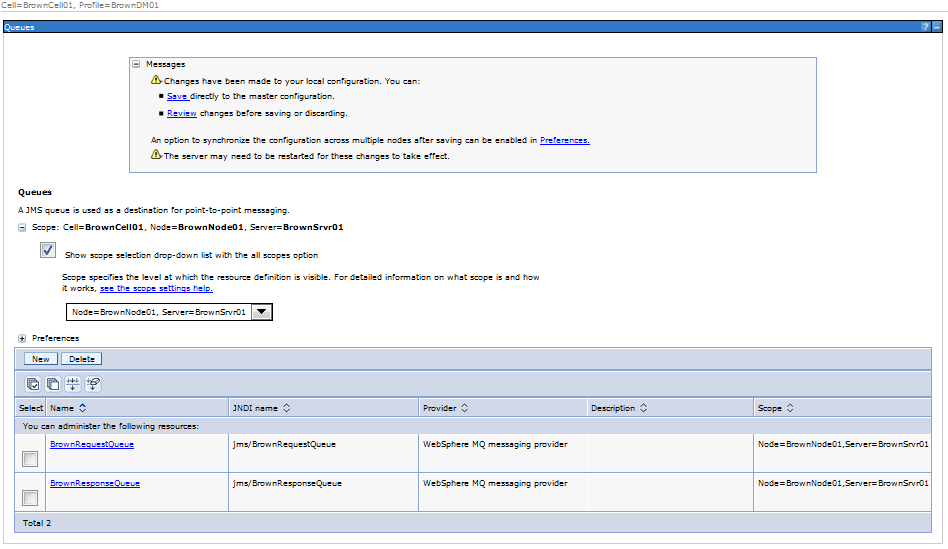 Cell=BrownCell01, Profile=BrownDM01
Queues ? −
Messages
Changes have been made to your local configuration. You can:
Save directly to the master configuration.
Review changes before saving or discarding.
An option to synchronize the configuration across multiple nodes after saving can be enabled in Preferences.
The server may need to be restarted for these changes to take effect.
Queues
A JMS queue is used as a destination for point-to-point messaging.
Scope: Cell=BrownCell01, Node=BrownNode01, Server=BrownSrvr01
Show scope selection drop-down list with the all scopes option
Scope specifies the level at which the resource definition is visible. For detailed information on what scope is and how
it works, see the scope settings help.
Node=BrownNode01, Server=BrownSrvr01
Preferences
New Delete
Select Name JNDI name Provider Description Scope
You can administer the following resources:
BrownRequestQueue jms/BrownRequestQueue WebSphere MQ messaging provider Node=BrownNode01,Server=BrownSrvr01
BrownResponseQueue jms/BrownResponseQueue WebSphere MQ messaging provider Node=BrownNode01,Server=BrownSrvr01
Total 2